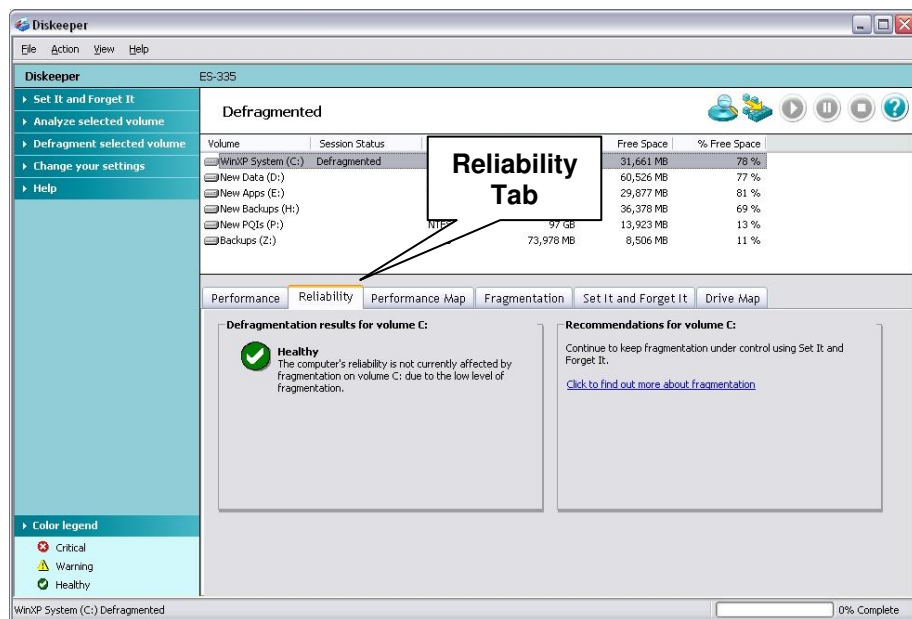 Diskeeper
File Action View Help
Diskeeper ES-335
Set It and Forget It
Analyze selected volume
Defragment selected volume
Change your settings
Help
Defragmented
Volume Session Status Free Space % Free Space
WinXP System (C:) Defragmented 31,661 MB 78 %
New Data (D:) 60,526 MB 77 %
New Apps (E:) 29,877 MB 81 %
New Backups (H:) 36,378 MB 69 %
New PQIs (P:) NTFS 97 GB 13,923 MB 13 %
Backups (Z:) 73,978 MB 8,506 MB 11 %
Reliability
Tab
Performance Reliability Performance Map Fragmentation Set It and Forget It Drive Map
Defragmentation results for volume C:
Healthy
The computer's reliability is not currently affected by
fragmentation on volume C: due to the low level of
fragmentation.
Recommendations for volume C:
Continue to keep fragmentation under control using Set It and
Forget It.
Click to find out more about fragmentation
Color legend
Critical
Warning
Healthy
WinXP System (C:) Defragmented 0% Complete